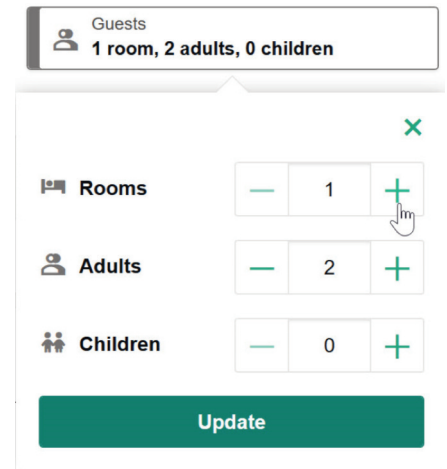 Guests
1 room, 2 adults, 0 children
Rooms
1
Adults
2
Children
0
Update